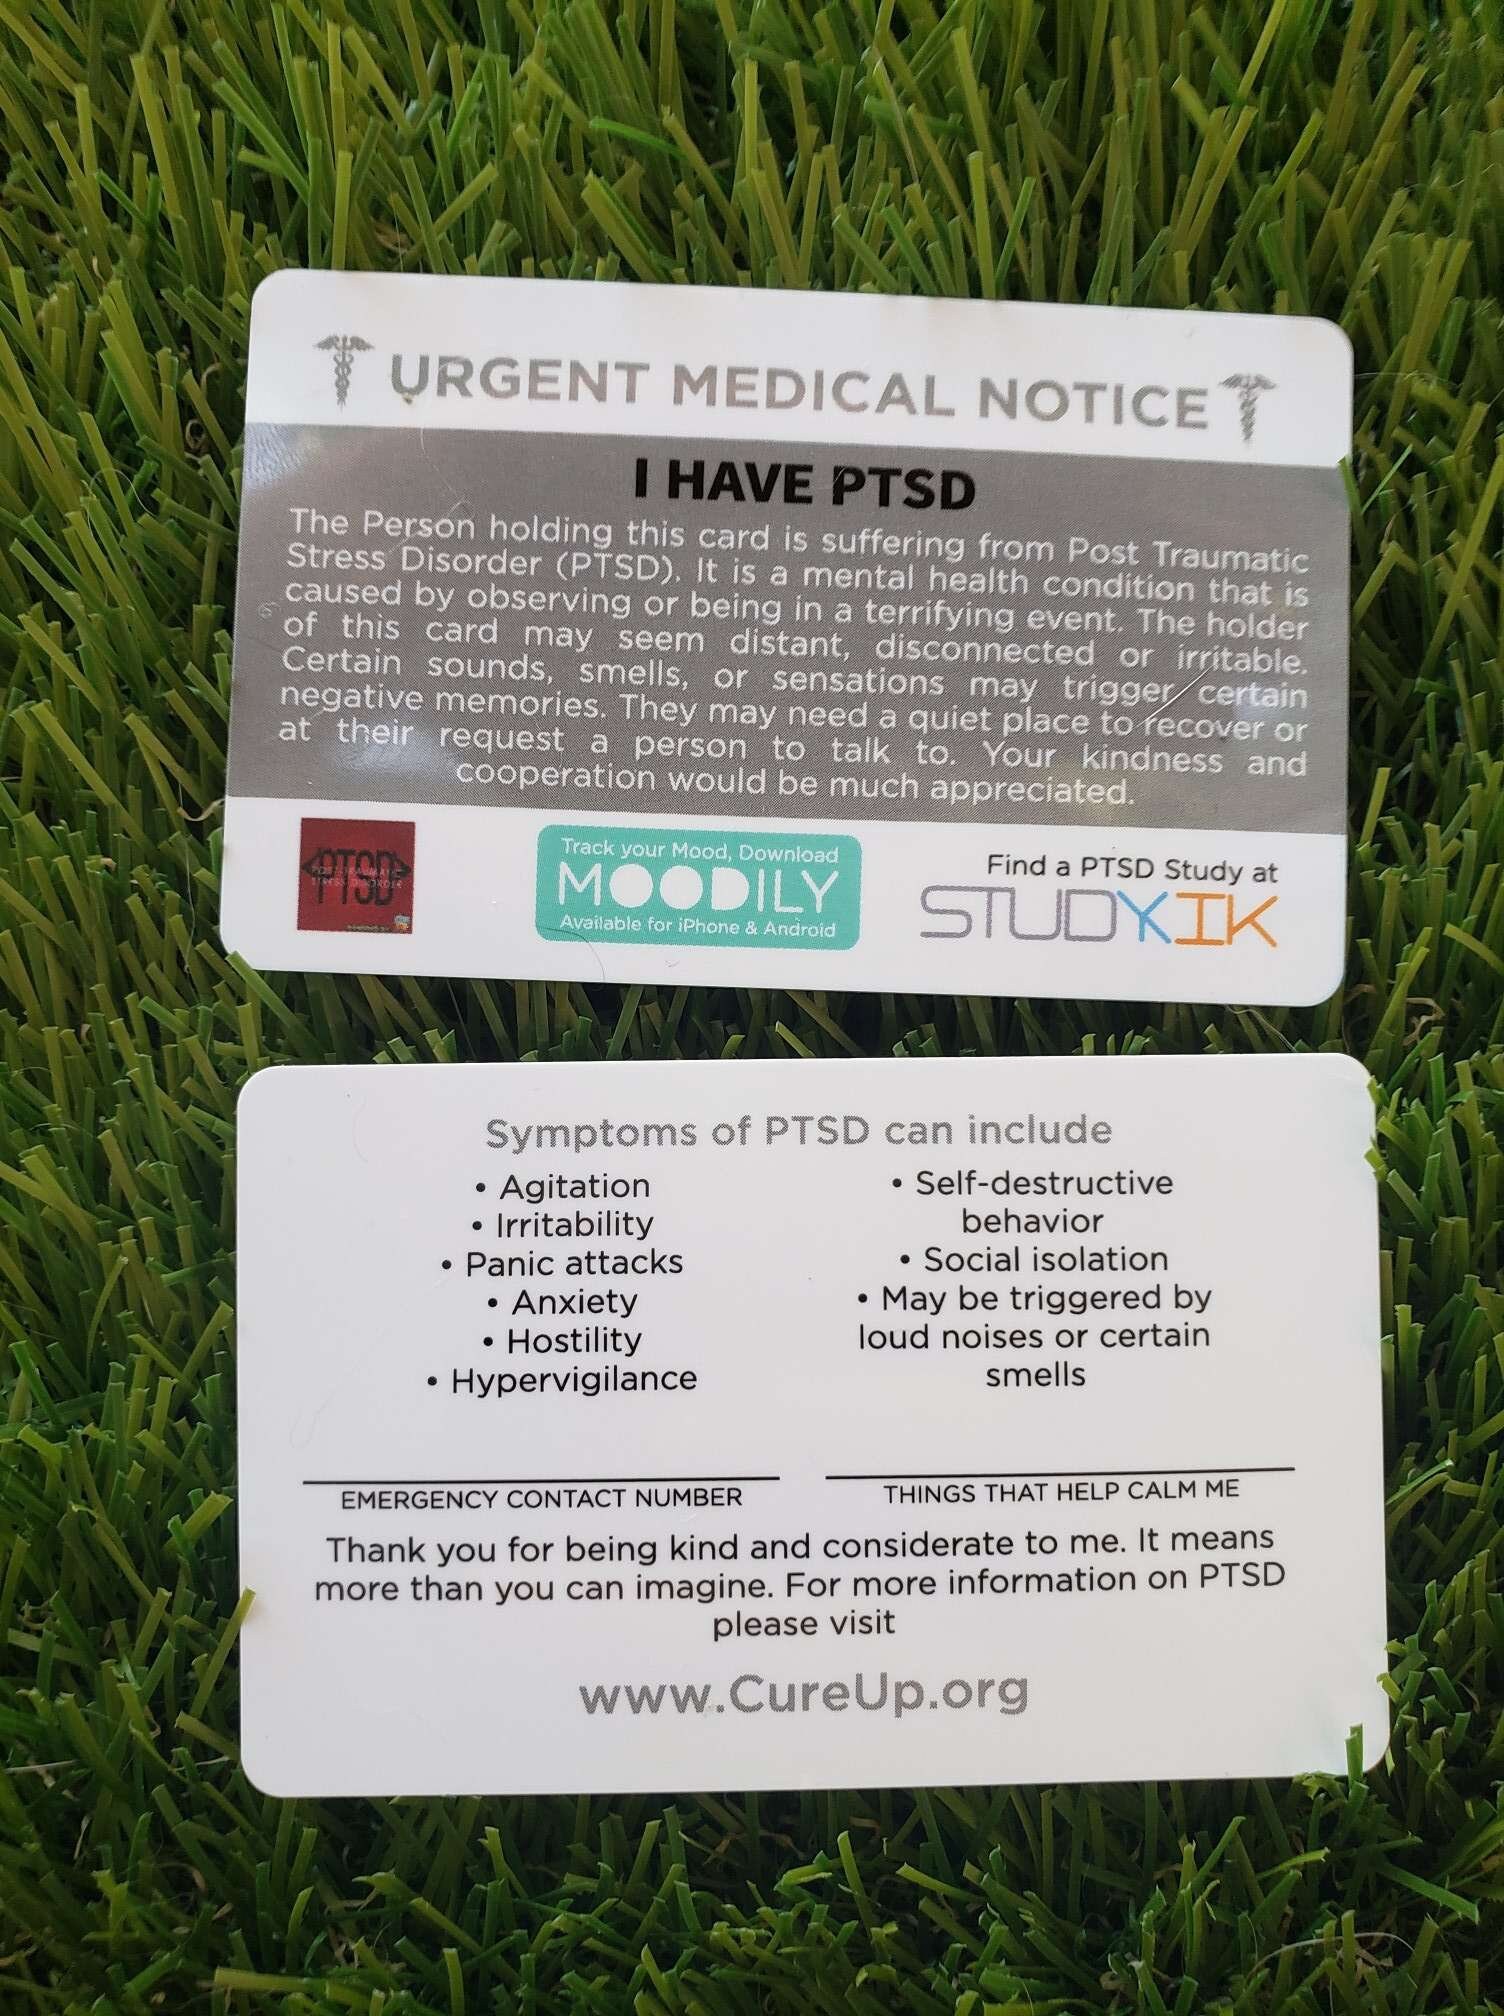 URGENT MEDICAL NOTICE
I HAVE PTSD
The Person holding this card is suffering from Post Traumatic
Stress Disorder (PTSD). It is a mental health condition that is
caused by observing or being in a terrifying event. The holder
of this card may seem distant, disconnected or irritable.
Certain sounds, smells, or sensations may trigger certain
negative memories. They may need a quiet place to recover or
at their request a person to talk to. Your kindness and
cooperation would be much appreciated.
PTSD
POST-TRAUMATIC
STRESS DISORDER
PTSD
Track your Mood, Download
MOODILY
Available for iPhone & Android
Find a PTSD Study at
STUDYKIK
Symptoms of PTSD can include
• Agitation
• Irritability
• Panic attacks
• Anxiety
• Hostility
• Hypervigilance
• Self-destructive
behavior
• Social isolation
• May be triggered by
loud noises or certain
smells
EMERGENCY CONTACT NUMBER
THINGS THAT HELP CALM ME
Thank you for being kind and considerate to me. It means
more than you can imagine. For more information on PTSD
please visit
www.CureUp.org